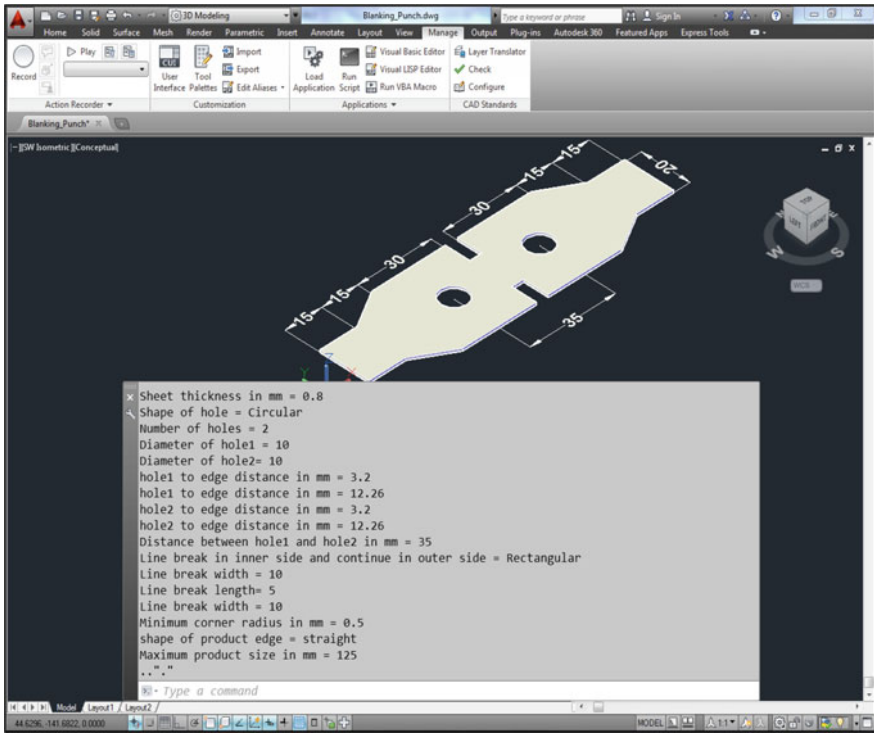 3D Modeling
Blanking_Punch.dwg
Type a keyword or phrase
Sign In
Home Solid Surface Mesh Render Parametric Insert Annotate Layout View Manage Output Plug-ins Autodesk 360 Featured Apps Express Tools
Record
Play
CUI
User Interface
Tool Palettes
Import
Export
Edit Aliases
Load Application
Run Script
Visual Basic Editor
Visual LISP Editor
Run VBA Macro
Layer Translator
Check
Configure
Action Recorder
Customization
Applications
CAD Standards
Blanking_Punch*
[−][SW Isometric][Conceptual]
15
20
15
30
30
15
15
35
TOP
LEFT
FRONT
N
E
W
S
WCS
Z
Y
X
Sheet thickness in mm = 0.8
Shape of hole = Circular
Number of holes = 2
Diameter of hole1 = 10
Diameter of hole2= 10
hole1 to edge distance in mm = 3.2
hole1 to edge distance in mm = 12.26
hole2 to edge distance in mm = 3.2
hole2 to edge distance in mm = 12.26
Distance between hole1 and hole2 in mm = 35
Line break in inner side and continue in outer side = Rectangular
Line break width = 10
Line break length= 5
Line break width = 10
Minimum corner radius in mm = 0.5
shape of product edge = straight
Maximum product size in mm = 125
.."."
Type a command
Model Layout1 Layout2
44.6296, -141.6822, 0.0000
MODEL
1:1